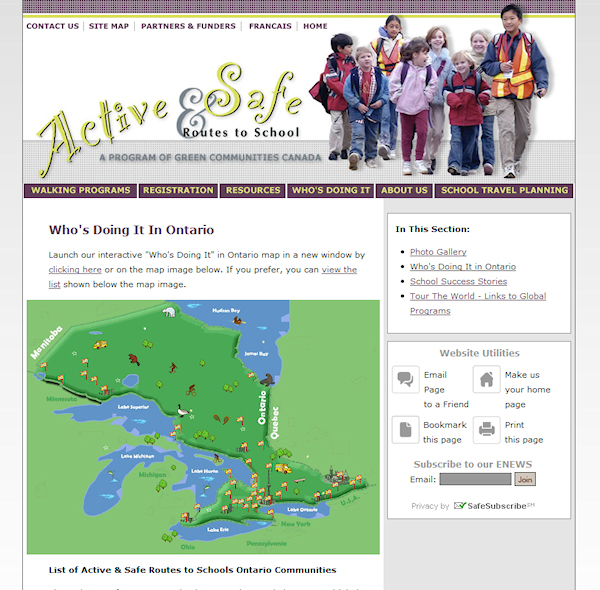 CONTACT US | SITE MAP | PARTNERS & FUNDERS | FRANCAIS | HOME
Active & Safe
Routes to School
A PROGRAM OF GREEN COMMUNITIES CANADA
WALKING PROGRAMS REGISTRATION RESOURCES WHO'S DOING IT ABOUT US SCHOOL TRAVEL PLANNING
Who's Doing It In Ontario
Launch our interactive "Who's Doing It" in Ontario map in a new window by
clicking here or on the map image below. If you prefer, you can view the
list shown below the map image.
Hudson Bay
Manitoba
James Bay
Minnesota
Lake Superior
Ontario
Quebec
Lake Michigan
Michigan
Lake Huron
Lake Ontario
U.S.A.
New York
Lake Erie
Ohio
Pennsylvania
List of Active & Safe Routes to Schools Ontario Communities
In This Section:
Photo Gallery
Who's Doing It in Ontario
School Success Stories
Tour The World - Links to Global
Programs
Website Utilities
Email
Page
to a Friend
Make us
your home
page
Bookmark
this page
Print
this page
Subscribe to our ENEWS
Email:
Join
Privacy by SafeSubscribe SM